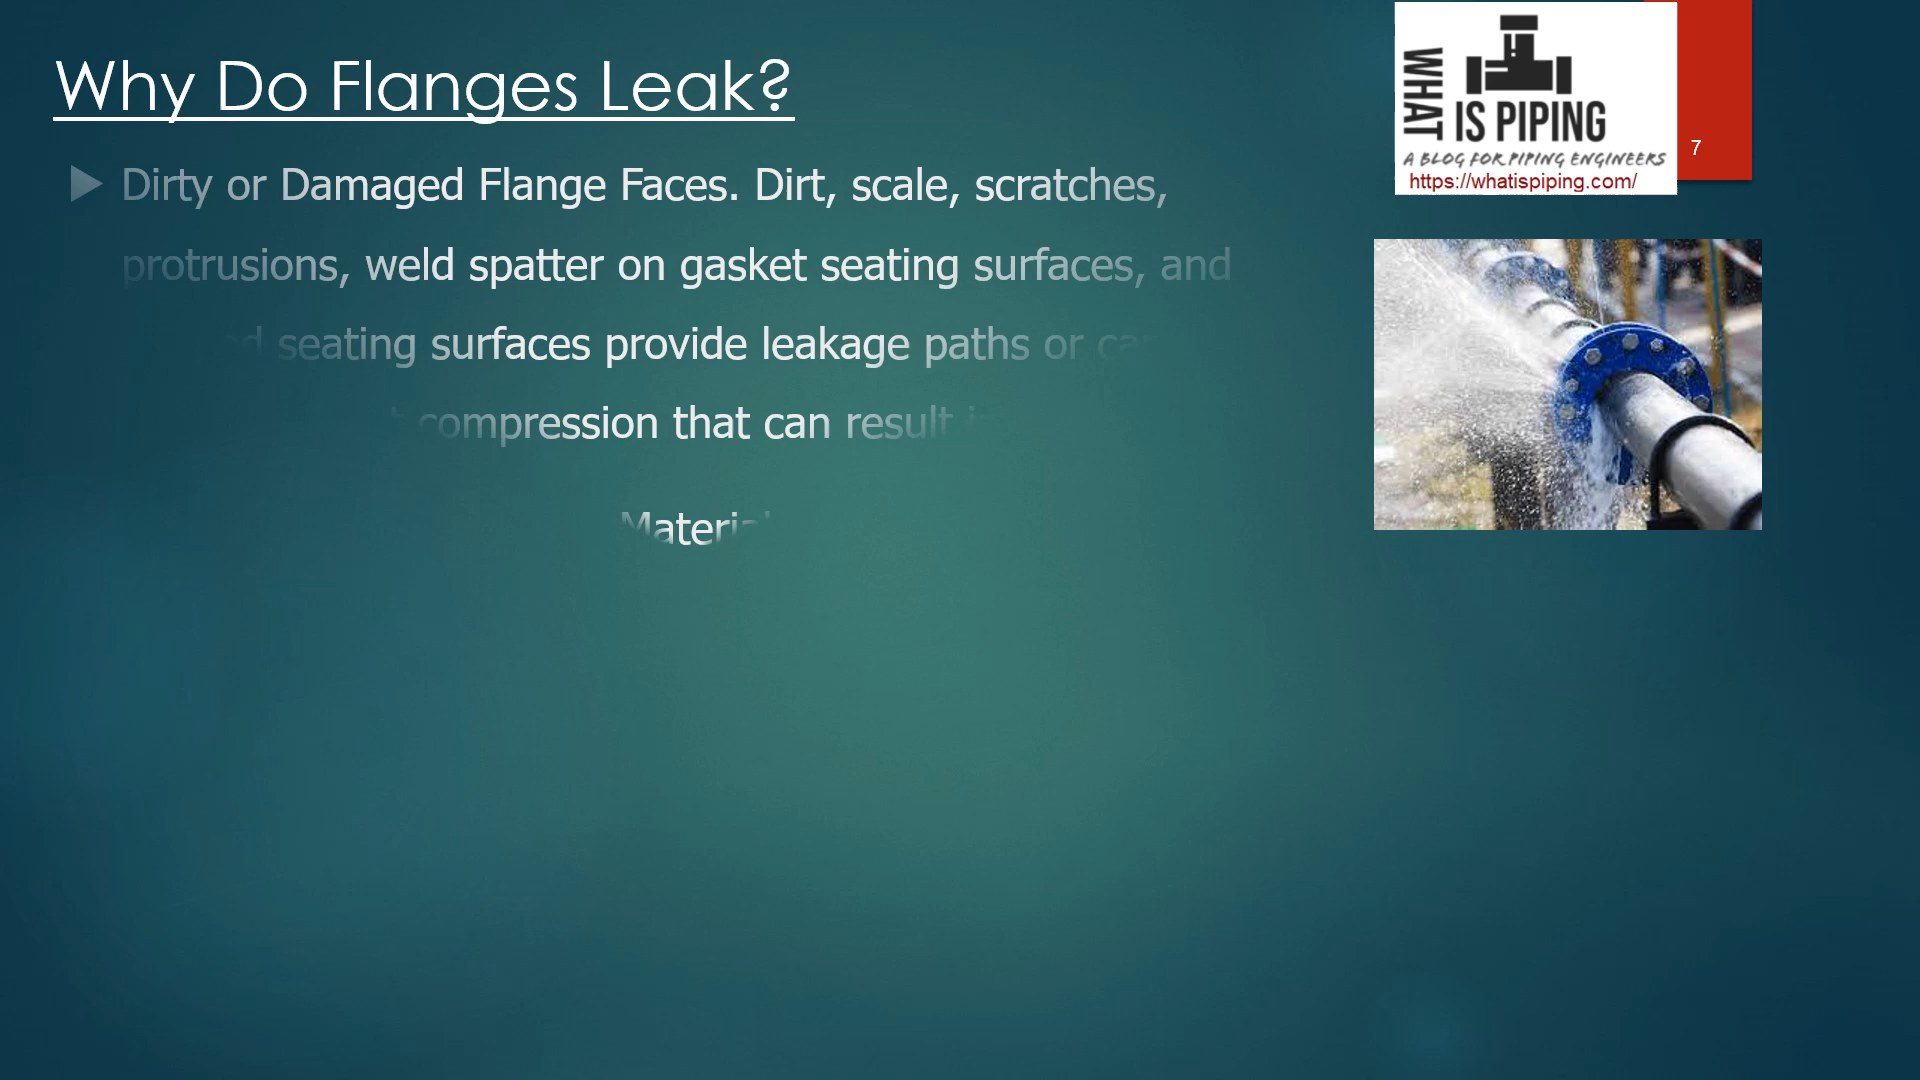 Why Do Flanges Leak?
Dirty or Damaged Flange Faces. Dirt, scale, scratches,
protrusions, weld spatter on gasket seating surfaces, and
seating surfaces provide leakage paths or
compression that can result
WHAT
IS PIPING
A BLOG FOR PIPING ENGINEERS
https://whatispiping.com/
7